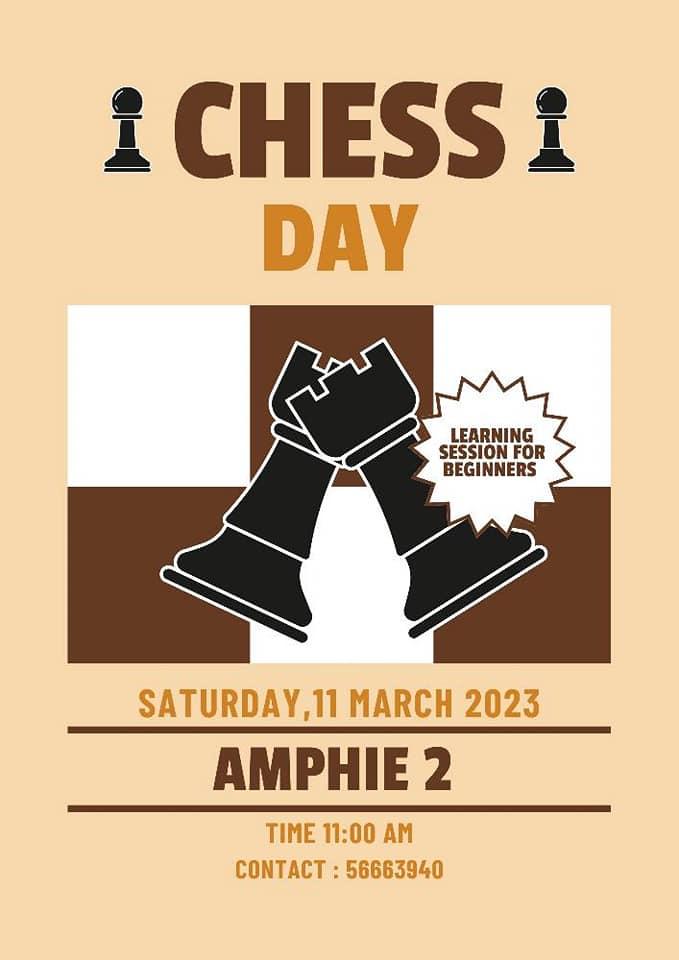 CHESS
DAY
LEARNING
SESSION FOR
BEGINNERS
SATURDAY,11 MARCH 2023
AMPHIE 2
TIME 11:00 AM
CONTACT : 56663940